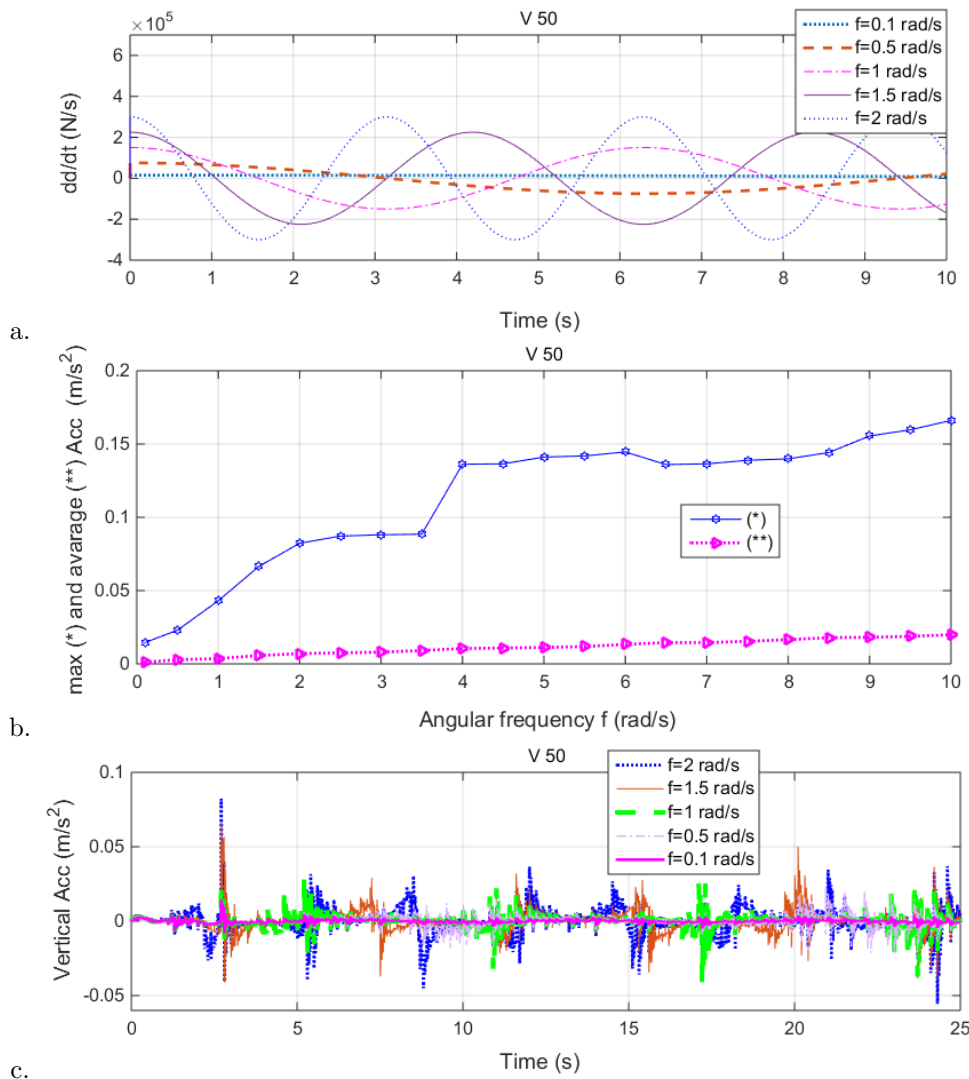 V 50
×10⁵
f=0.1 rad/s
f=0.5 rad/s
f=1 rad/s
f=1.5 rad/s
f=2 rad/s
6
4
2
0
-2
-4
dd/dt (N/s)
0 1 2 3 4 5 6 7 8 9 10
Time (s)
a.
V 50
max (*) and avarage (**) Acc (m/s²)
0.2
0.15
0.1
0.05
0
(*)
(**)
0 1 2 3 4 5 6 7 8 9 10
Angular frequency f (rad/s)
b.
V 50
Vertical Acc (m/s²)
0.1
0.05
0
-0.05
f=2 rad/s
f=1.5 rad/s
f=1 rad/s
f=0.5 rad/s
f=0.1 rad/s
0 5 10 15 20 25
Time (s)
c.